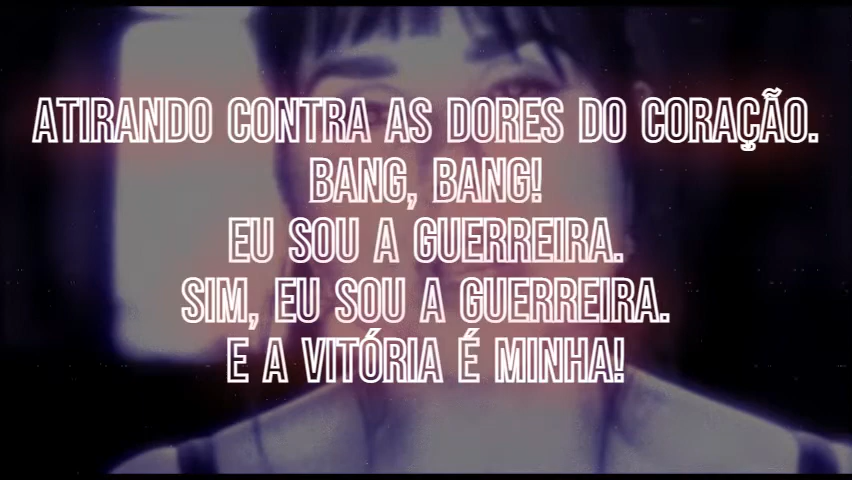 ATIRANDO CONTRA AS DORES DO CORAÇÃO.
BANG, BANG!
EU SOU A GUERREIRA.
SIM, EU SOU A GUERREIRA.
E A VITÓRIA É MINHA!